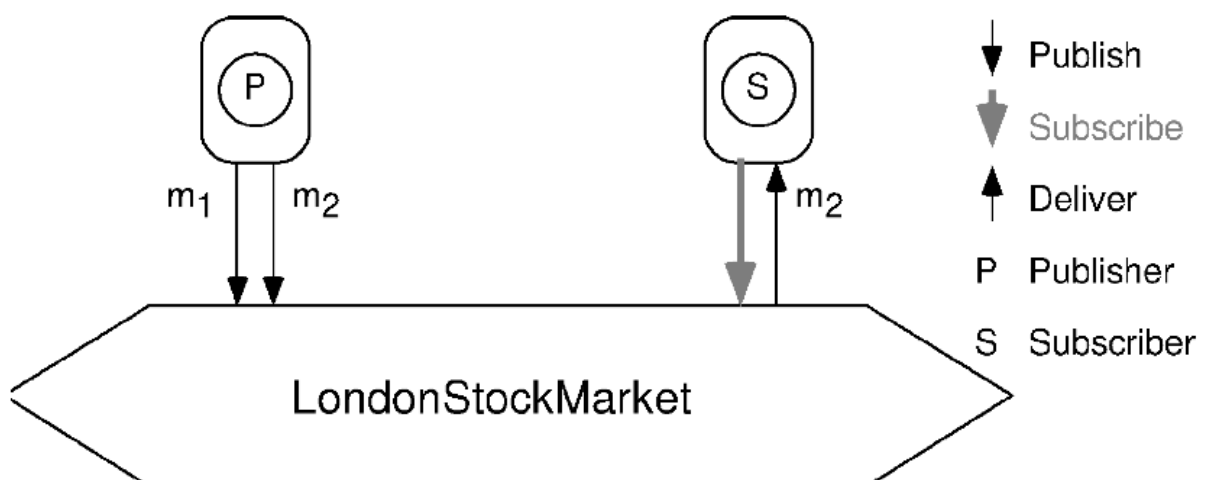 P
S
m1
m2
m2
LondonStockMarket
Publish
Subscribe
Deliver
P Publisher
S Subscriber